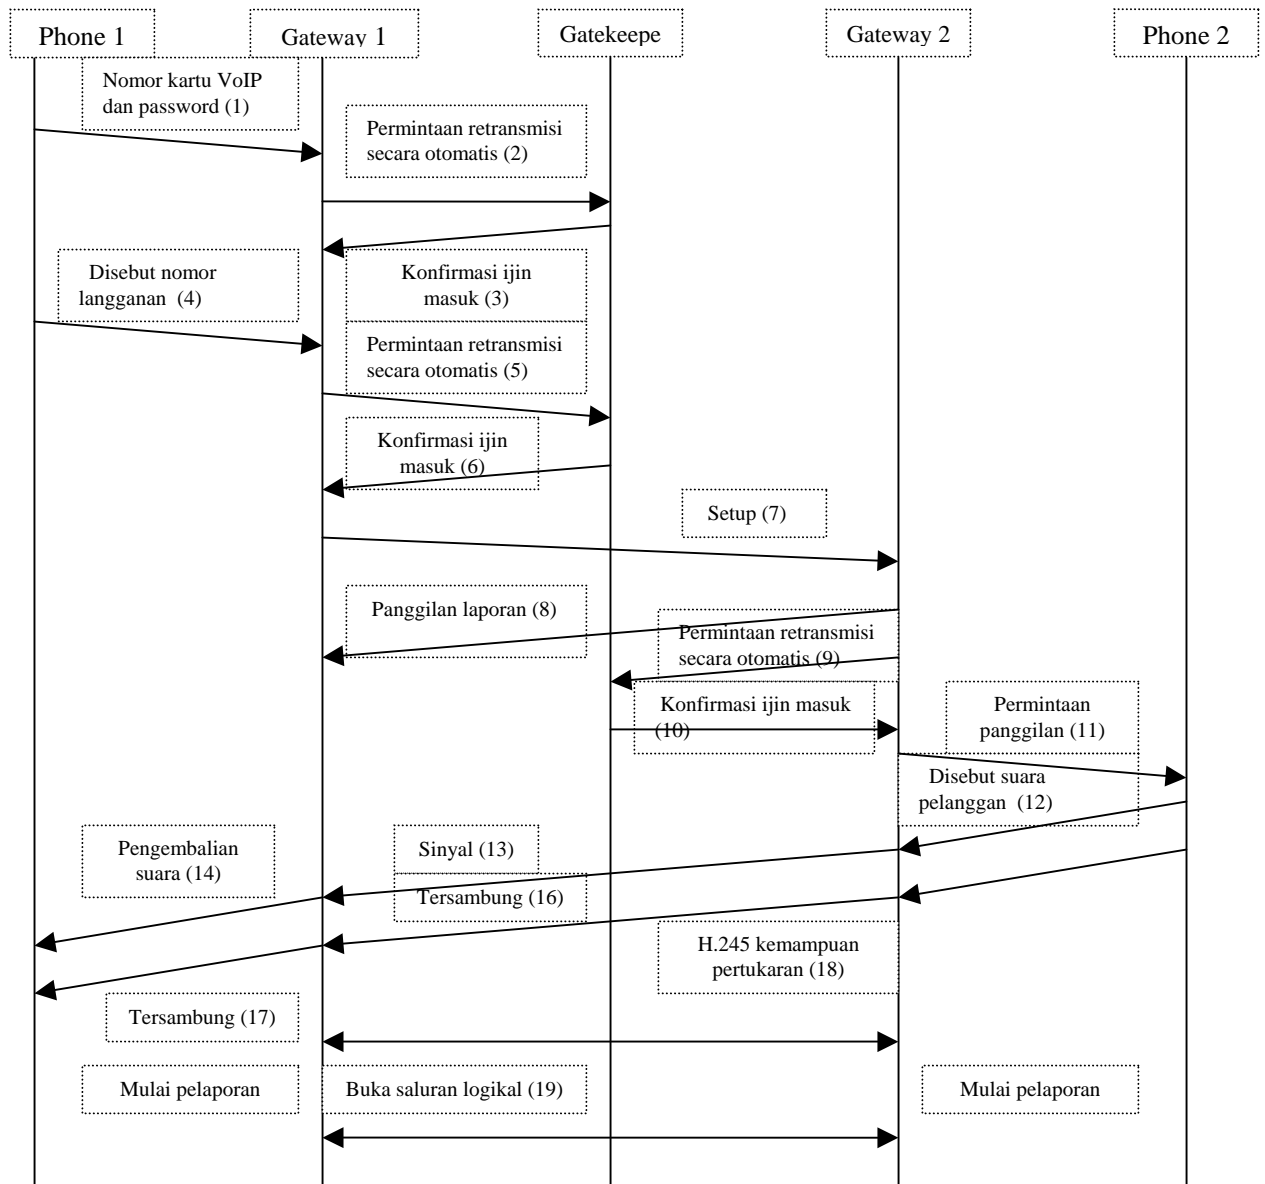 Phone 1
Gateway 1
Gatekeepe
Gateway 2
Phone 2
Nomor kartu VoIP
dan password (1)
Permintaan retransmisi
secara otomatis (2)
Konfirmasi ijin
masuk (3)
Disebut nomor
langganan (4)
Permintaan retransmisi
secara otomatis (5)
Konfirmasi ijin
masuk (6)
Setup (7)
Panggilan laporan (8)
Permintaan retransmisi
secara otomatis (9)
Konfirmasi ijin masuk
(10)
Permintaan
panggilan (11)
Disebut suara
pelanggan (12)
Sinyal (13)
Pengembalian
suara (14)
Tersambung (16)
H.245 kemampuan
pertukaran (18)
Tersambung (17)
Mulai pelaporan
Buka saluran logikal (19)
Mulai pelaporan